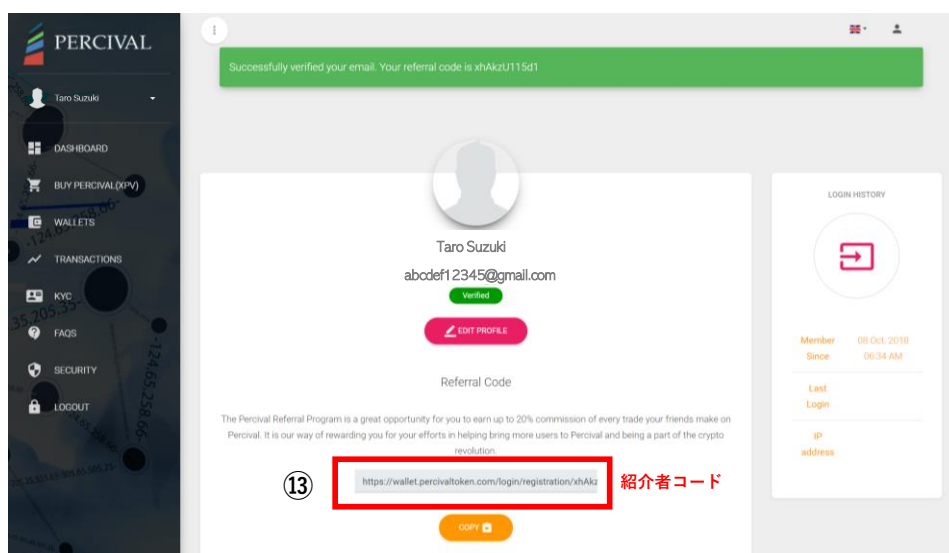 PERCIVAL
Taro Suzuki
DASHBOARD
BUY PERCIVAL(XPV)
WALLETS
TRANSACTIONS
KYC
FAQS
SECURITY
LOGOUT
Successfully verified your email. Your referral code is xhAkzU115d1
Taro Suzuki
abcdef12345@gmail.com
Verified
EDIT PROFILE
Referral Code
The Percival Referral Program is a great opportunity for you to earn up to 20% commission of every trade your friends make on
Percival. It is our way of rewarding you for your efforts in helping bring more users to Percival and being a part of the crypto
revolution.
⑬
https://wallet.percivaltoken.com/login/registration/xhAkz
紹介者コード
COPY
LOGIN HISTORY
Member Since 08 Oct, 2018 06:34 AM
Last Login
IP address